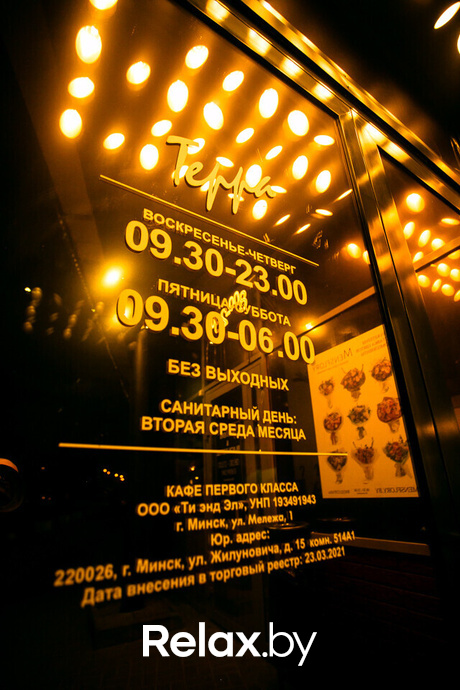 Терра
ВОСКРЕСЕНЬЕ-ЧЕТВЕРГ
09.30-23.00
ПЯТНИЦА-СУББОТА
09.30-06.00
БЕЗ ВЫХОДНЫХ
САНИТАРНЫЙ ДЕНЬ:
ВТОРАЯ СРЕДА МЕСЯЦА
КАФЕ ПЕРВОГО КЛАССА
ООО «Ти энд Эл», УНП 193491943
г. Минск, ул. Мележа, 1
Юр. адрес:
220026, г. Минск, ул. Жилуновича, д. 15 комн. 514А1
Дата внесения в торговый реестр: 23.03.2021
Relax.by